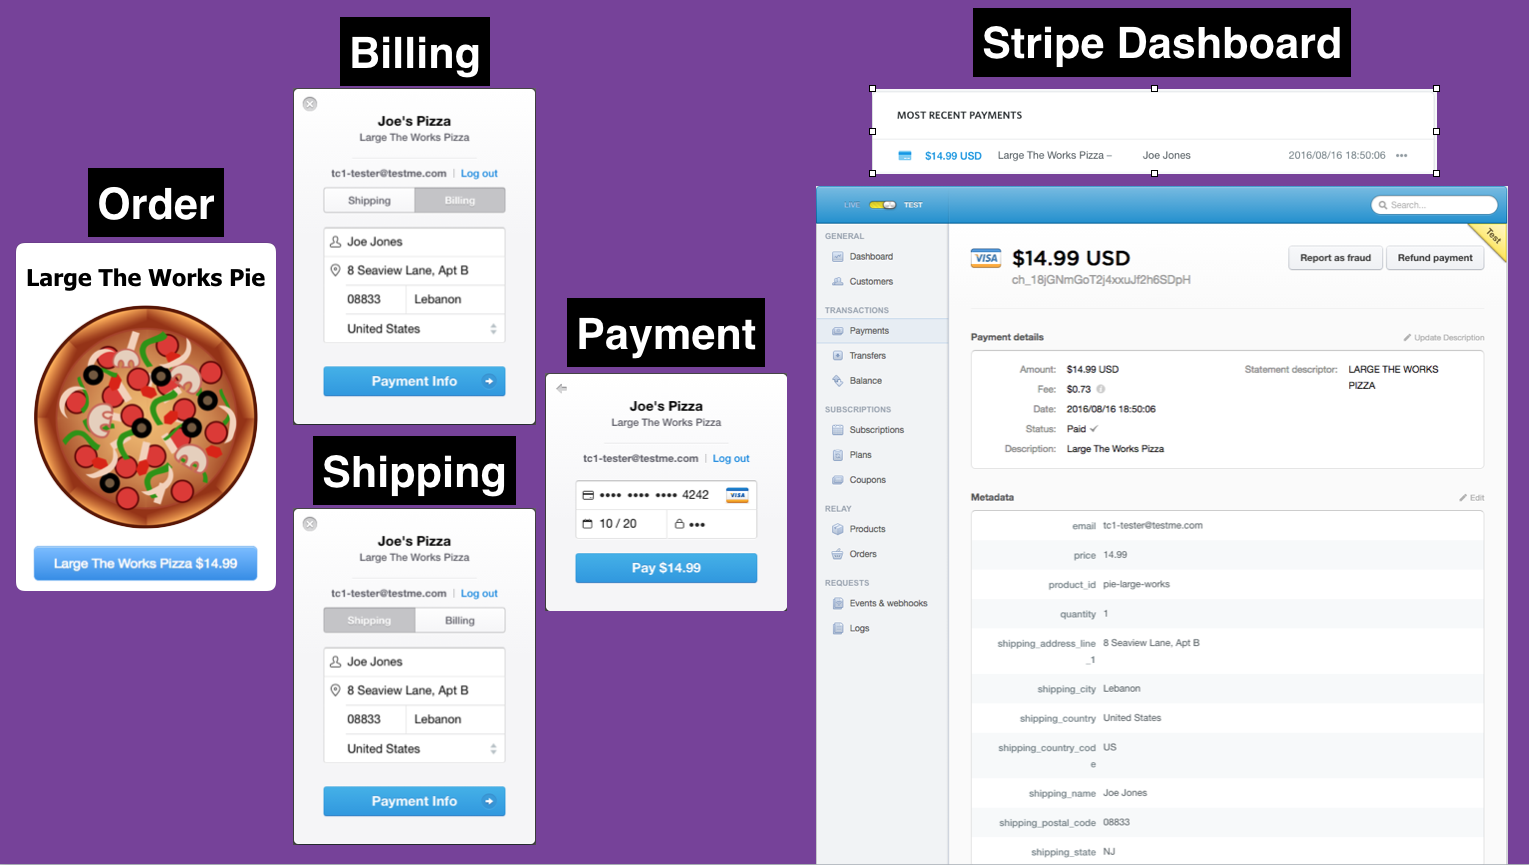 Order
Large The Works Pie
Large The Works Pizza $14.99
Billing
Joe's Pizza
Large The Works Pizza
tc1-tester@testme.com | Log out
Shipping Billing
Joe Jones
8 Seaview Lane, Apt B
08833 Lebanon
United States
Payment Info
Shipping
Joe's Pizza
Large The Works Pizza
tc1-tester@testme.com | Log out
Shipping Billing
Joe Jones
8 Seaview Lane, Apt B
08833 Lebanon
United States
Payment Info
Payment
Joe's Pizza
Large The Works Pizza
tc1-tester@testme.com | Log out
•••• •••• •••• 4242 VISA
10 / 20 •••
Pay $14.99
Stripe Dashboard
MOST RECENT PAYMENTS
$14.99 USD Large The Works Pizza – Joe Jones 2016/08/16 18:50:06 •••
LIVE TEST Search...
GENERAL
Dashboard
Customers
TRANSACTIONS
Payments
Transfers
Balance
SUBSCRIPTIONS
Subscriptions
Plans
Coupons
RELAY
Products
Orders
REQUESTS
Events & webhooks
Logs
Test
VISA $14.99 USD Report as fraud Refund payment
ch_18jGNmGoT2j4xxuJf2h6SDpH
Payment details Update Description
Amount: $14.99 USD Statement descriptor: LARGE THE WORKS
PIZZA
Fee: $0.73
Date: 2016/08/16 18:50:06
Status: Paid ✓
Description: Large The Works Pizza
Metadata Edit
email tc1-tester@testme.com
price 14.99
product_id pie-large-works
quantity 1
shipping_address_line 8 Seaview Lane, Apt B
_1
shipping_city Lebanon
shipping_country United States
shipping_country_cod US
e
shipping_name Joe Jones
shipping_postal_code 08833
shipping_state NJ